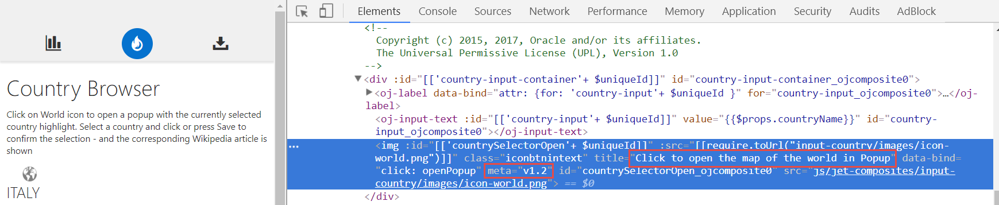 Country Browser
Click on World icon to open a popup with the currently selected
country highlight. Select a country and click or press Save to
confirm the selection - and the corresponding Wikipedia article is
shown
ITALY
Elements Console Sources Network Performance Memory Application Security Audits AdBlock
<!--
Copyright (c) 2015, 2017, Oracle and/or its affiliates.
The Universal Permissive License (UPL), Version 1.0
-->
▼<div :id="[['country-input-container'+ $uniqueId]]" id="country-input-container_ojcomposite0">
▶<oj-label data-bind="attr: {for: 'country-input'+ $uniqueId }" for="country-input_ojcomposite0">…</oj-
label>
<oj-input-text :id="[['country-input'+ $uniqueId]]" value="{{$props.countryName}}" id="country-
input_ojcomposite0"></oj-input-text>
<img :id="[['countrySelectorOpen'+ $uniqueId]]" :src="[[require.toUrl("input-country/images/icon-
world.png")]]" class="iconbtnintext" title="Click to open the map of the world in Popup" data-bind=
"click: openPopup" meta="v1.2" id="countrySelectorOpen_ojcomposite0" src="js/jet-composites/input-
country/images/icon-world.png"> == $0
</div>